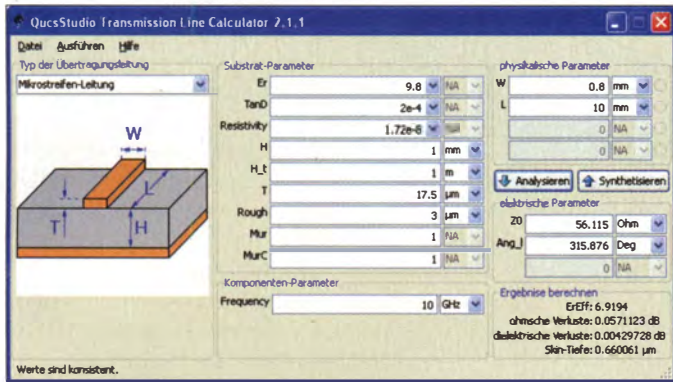 QucsStudio Transmission Line Calculator 2.1.1
Datei Ausführen Hilfe
Typ der Übertragungsleitung
Mikrostreifen-Leitung
W
L
T
H
Substrat-Parameter
Er 9.8 NA
TanD 2e-4 NA
Resistivity 1.72e-8 NA
H 1 mm
H_t 1 m
T 17.5 µm
Rough 3 µm
Mur 1 NA
MurC 1 NA
Komponenten-Parameter
Frequency 10 GHz
physikalische Parameter
W 0.8 mm
L 10 mm
0 NA
0 NA
Analysieren Synthetisieren
elektrische Parameter
Z0 56.115 Ohm
Ang_l 315.876 Deg
0 NA
Ergebnise berechnen
ErEff: 6.9194
ohmsche Verluste: 0.0571123 dB
dielektrische Verluste: 0.00429728 dB
Skin-Tiefe: 0.660061 µm
Werte sind konsistent.